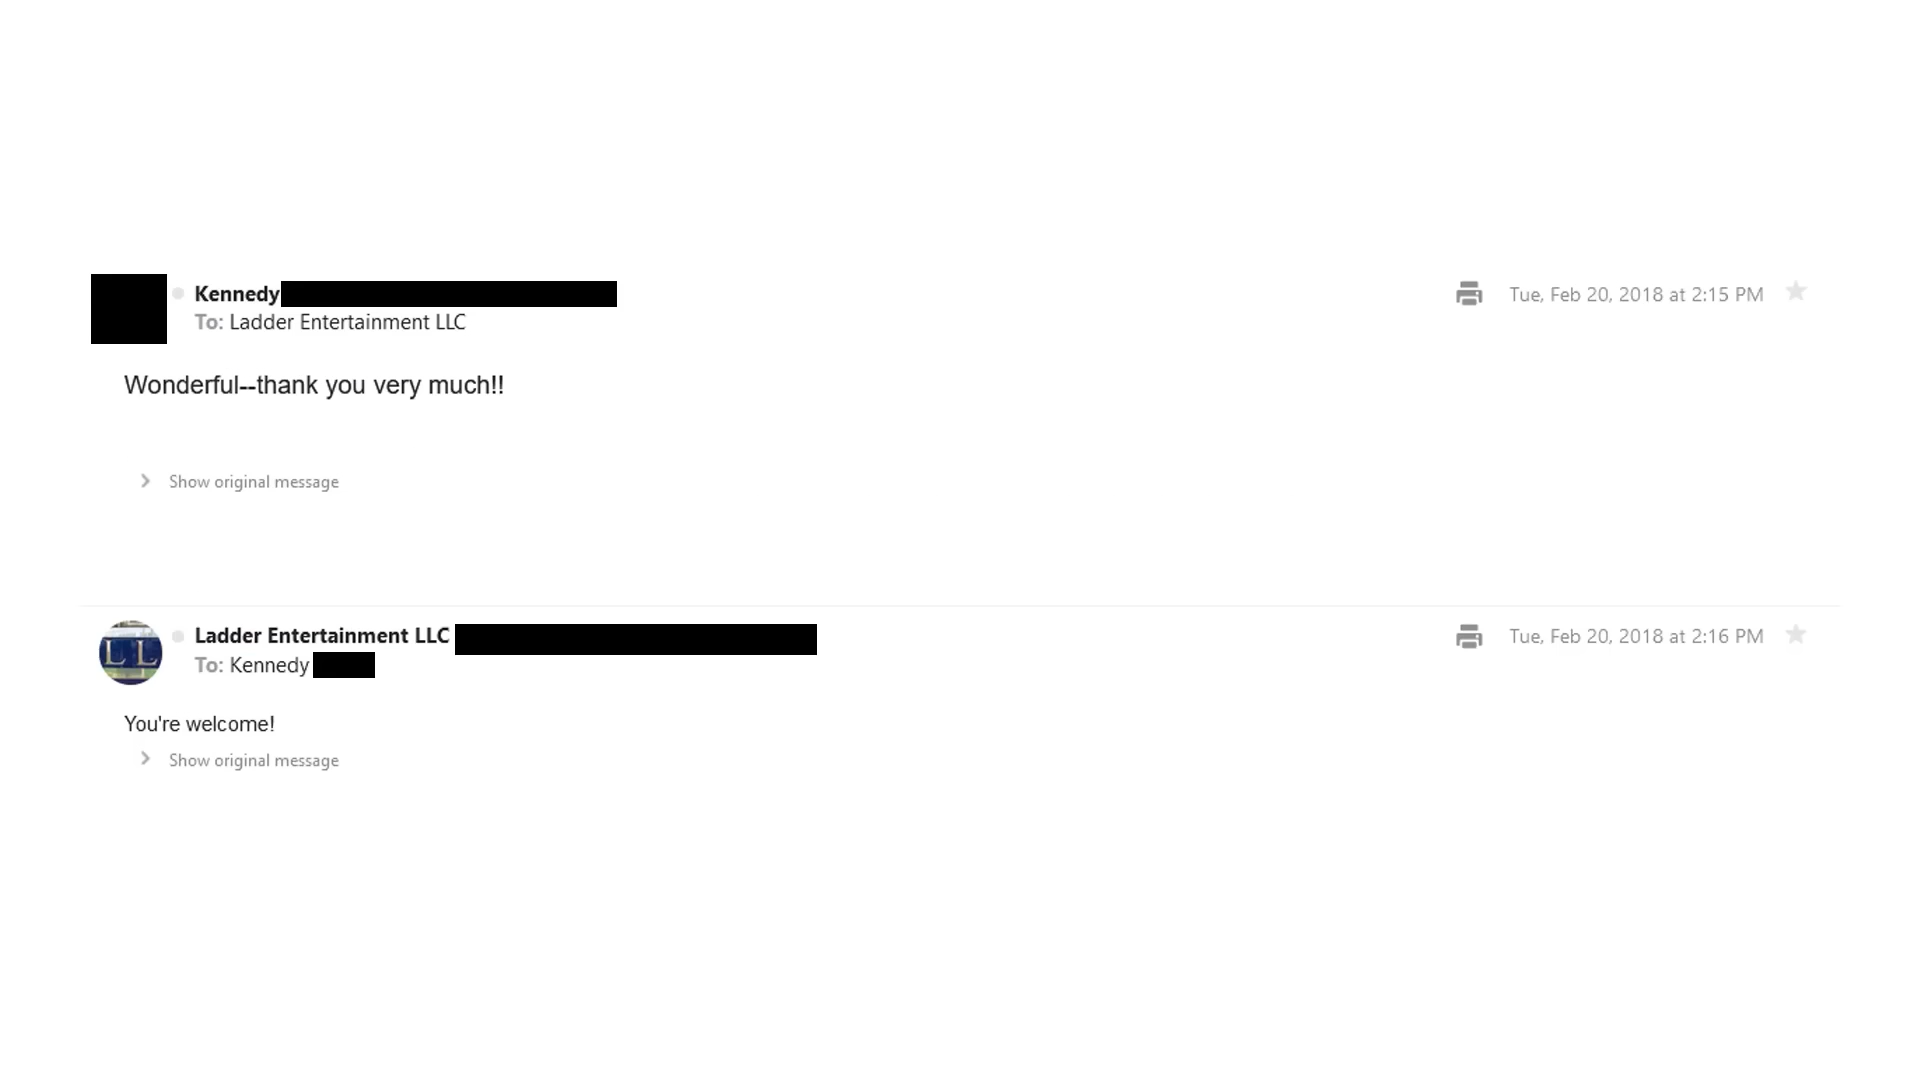 Kennedy
Tue, Feb 20, 2018 at 2:15 PM
To: Ladder Entertainment LLC
Wonderful--thank you very much!!
Show original message
Ladder Entertainment LLC
Tue, Feb 20, 2018 at 2:16 PM
LL
To: Kennedy
You're welcome!
Show original message